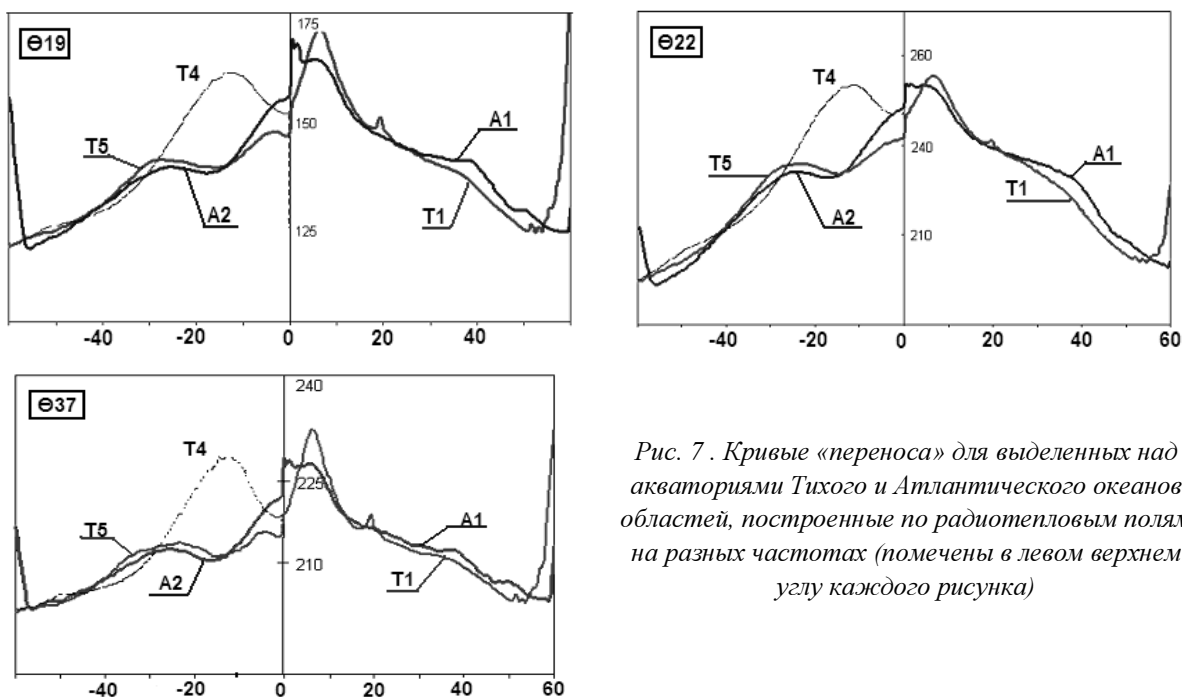 Ɵ19
175
150
125
T4
T5
A2
A1
T1
-40 -20 0 20 40
Ɵ22
260
240
210
T4
T5
A2
A1
T1
-40 -20 0 20 40 60
Ɵ37
240
225
210
T4
T5
A2
A1
T1
-40 -20 0 20 40 60
Рис. 7 . Кривые «переноса» для выделенных над
акваториями Тихого и Атлантического океанов
областей, построенные по радиотепловым полям
на разных частотах (помечены в левом верхнем
углу каждого рисунка)